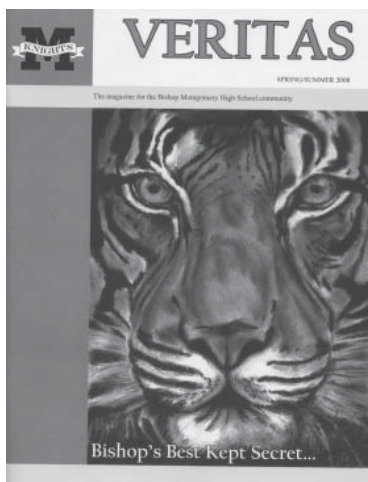 M
KNIGHTS
VERITAS
SPRING/SUMMER 2008
The magazine for the Bishop Montgomery High School community
Bishop's Best Kept Secret...